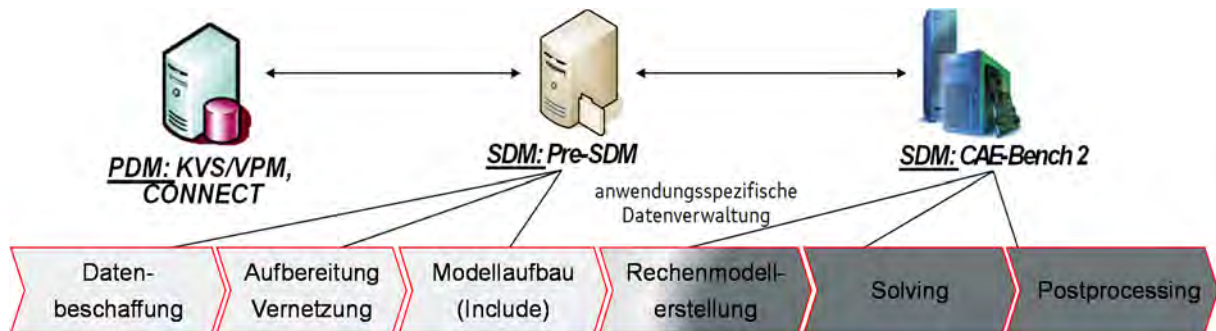 PDM: KVS/VPM,
CONNECT
SDM: Pre-SDM
SDM: CAE-Bench 2
anwendungsspezifische
Datenverwaltung
Daten-
beschaffung
Aufbereitung
Vernetzung
Modellaufbau
(Include)
Rechenmodell-
erstellung
Solving
Postprocessing